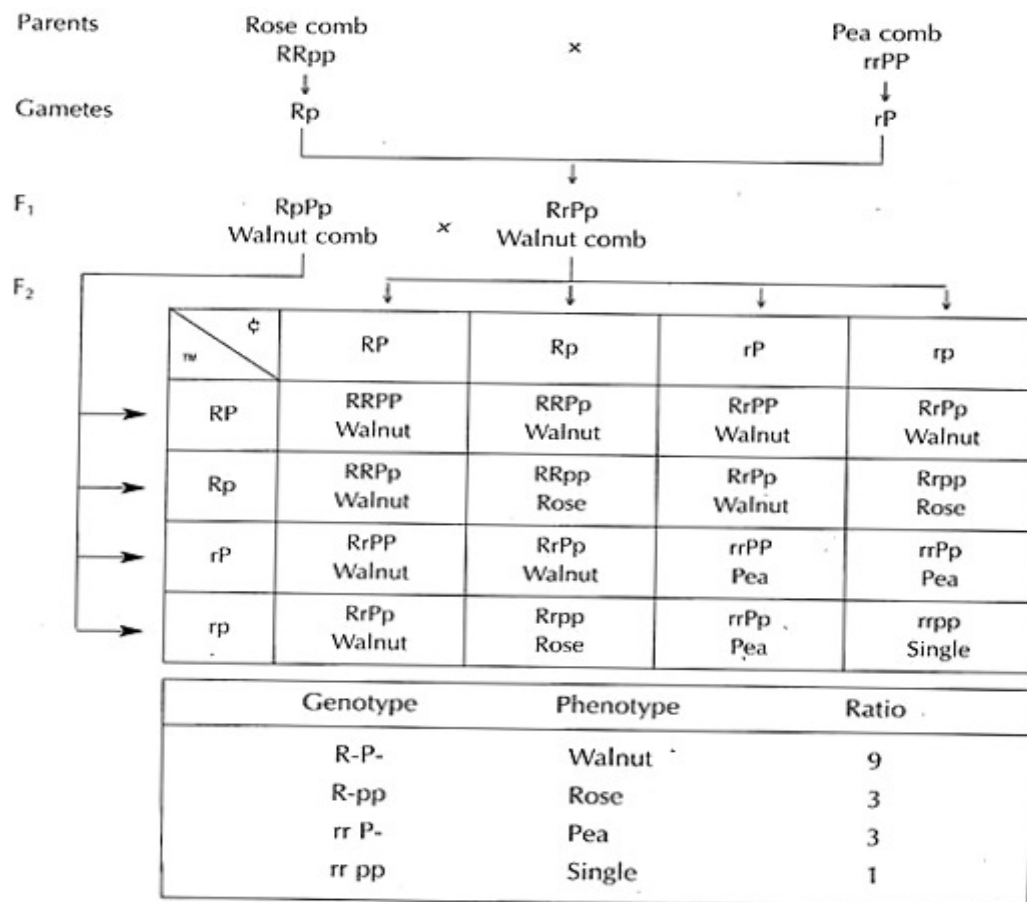 Parents
Rose comb × Pea comb
RRpp rrPP
Gametes Rp rP
F₁ RpPp × RrPp
Walnut comb Walnut comb
F₂
¢ RP Rp rP rp
™
RP RRPP RRPp RrPP RrPp
Walnut Walnut Walnut Walnut
Rp RRPp RRpp RrPp Rrpp
Walnut Rose Walnut Rose
rP RrPP RrPp rrPP rrPp
Walnut Walnut Pea Pea
rp RrPp Rrpp rrPp rrpp
Walnut Rose Pea Single
Genotype Phenotype Ratio
R-P- Walnut 9
R-pp Rose 3
rr P- Pea 3
rr pp Single 1